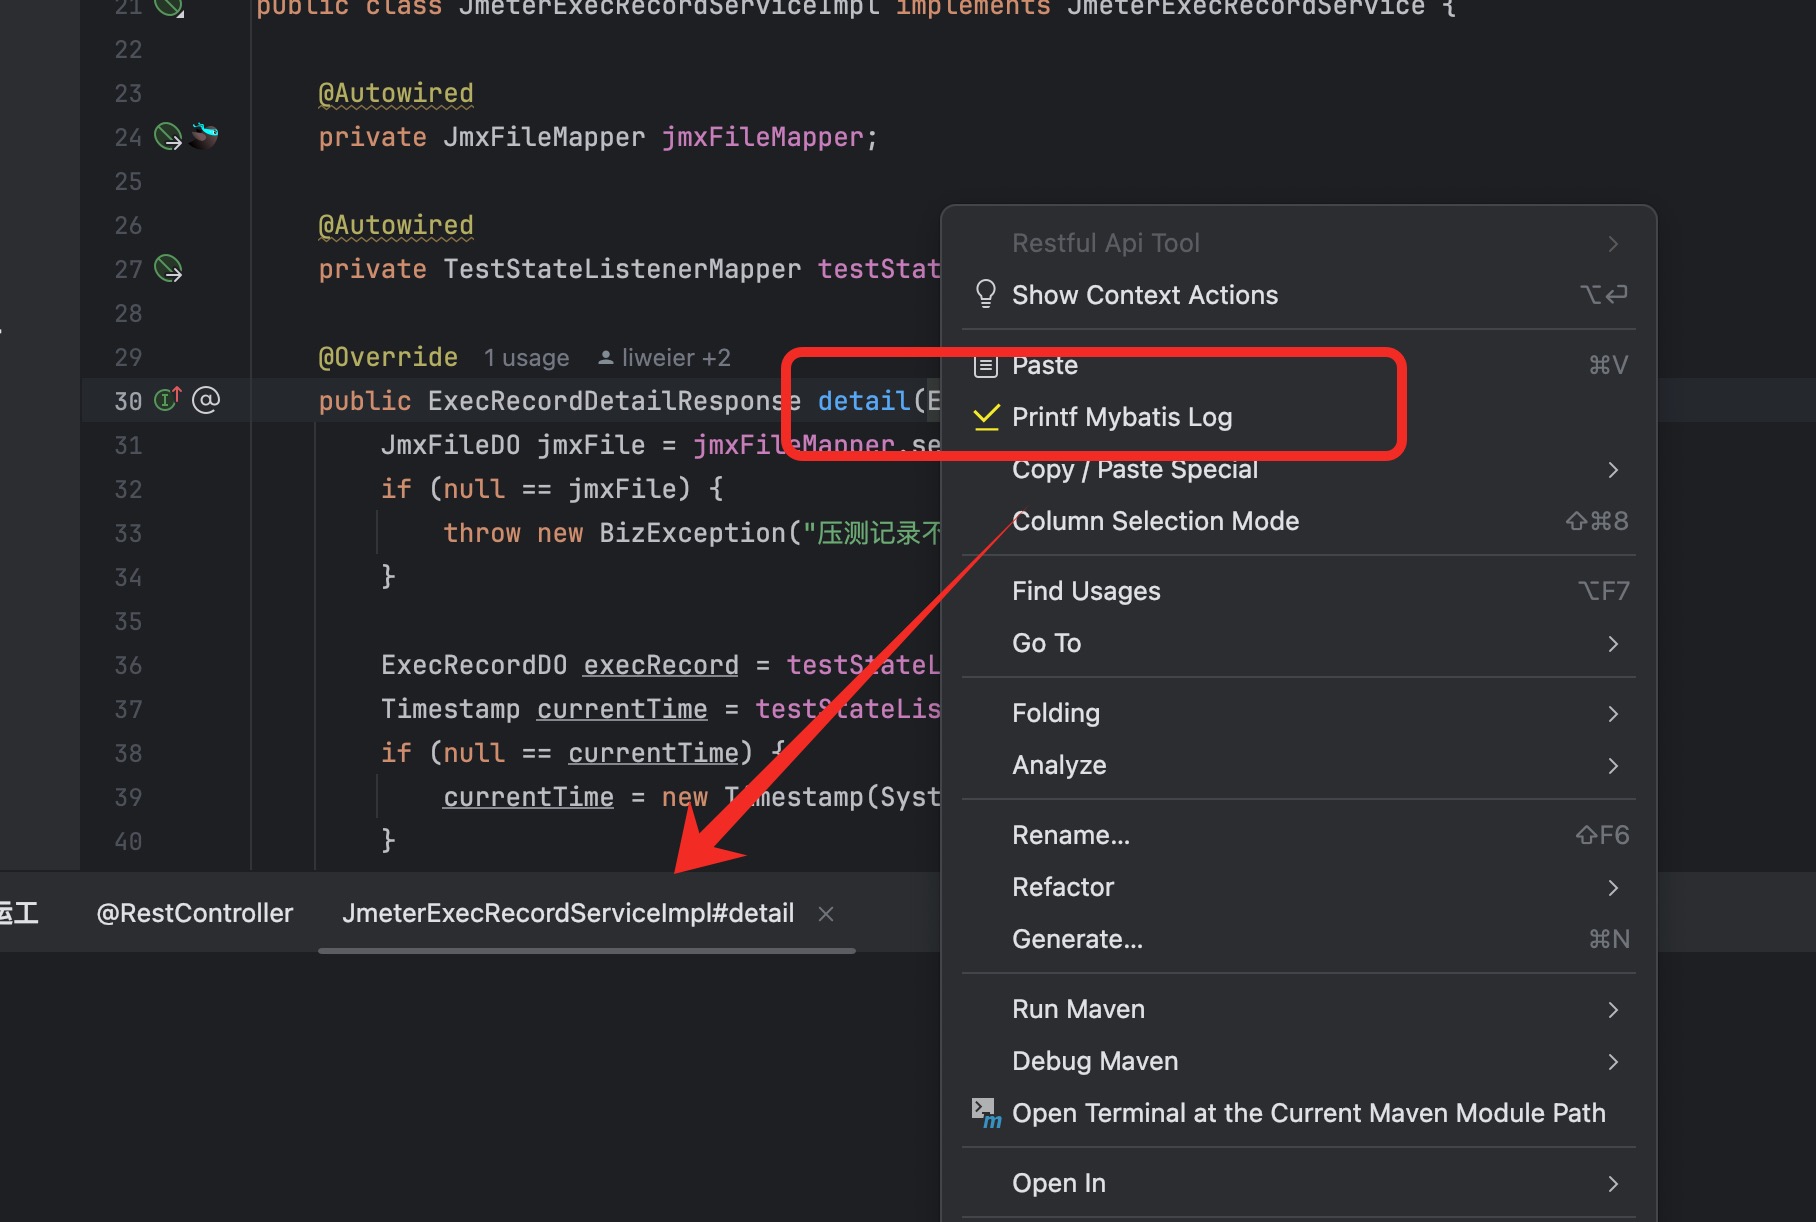 21 public class JmeterExecRecordServiceImpl implements JmeterExecRecordService {
22
23 @Autowired
24 private JmxFileMapper jmxFileMapper;
25
26 @Autowired
27 private TestStateListenerMapper testStat
28
29 @Override 1 usage liweier +2
30 public ExecRecordDetailResponse detail(E
31 JmxFileDO jmxFile = jmxFileMapper.se
32 if (null == jmxFile) {
33 throw new BizException("压测记录不
34 }
35
36 ExecRecordDO execRecord = testStateL
37 Timestamp currentTime = testStateLis
38 if (null == currentTime) {
39 currentTime = new Timestamp(Syst
40 }
@RestController JmeterExecRecordServiceImpl#detail
Restful Api Tool
Show Context Actions ⌥⏎
Paste ⌘V
Printf Mybatis Log
Copy / Paste Special
Column Selection Mode ⇧⌘8
Find Usages ⌥F7
Go To
Folding
Analyze
Rename... ⇧F6
Refactor
Generate... ⌘N
Run Maven
Debug Maven
Open Terminal at the Current Maven Module Path
Open In